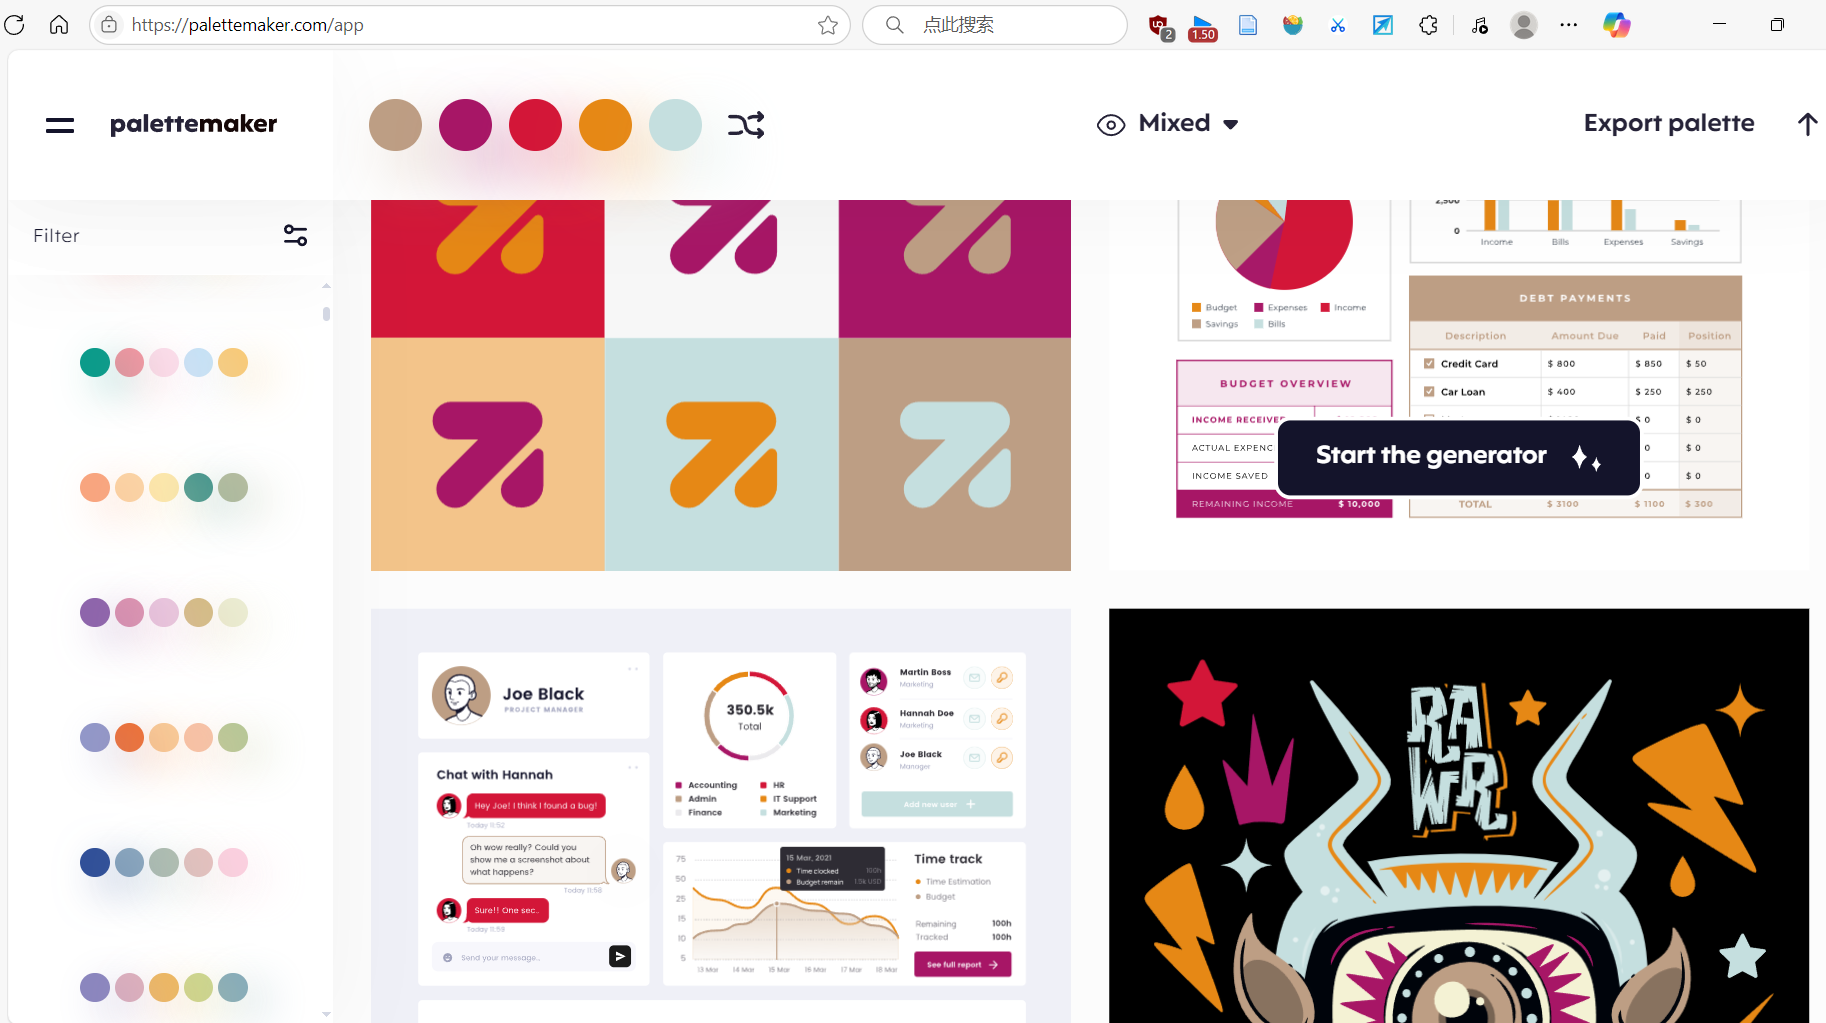 https://palettemaker.com/app
点此搜索
2
1.50
palettemaker
Mixed
Export palette
Filter
2,500
0
Income Bills Expenses Savings
Budget Expenses Income
Savings Bills
DEBT PAYMENTS
Description Amount Due Paid Position
Credit Card $ 800 $ 850 $ 50
Car Loan $ 400 $ 250 $ 250
$ 0
$ 0
$ 0
BUDGET OVERVIEW
INCOME RECEIVE
ACTUAL EXPENC
INCOME SAVED
REMAINING INCOME $ 10,000
TOTAL $ 3100 $ 1100 $ 300
Start the generator
Joe Black
PROJECT MANAGER
350.5k
Total
Accounting HR
Admin IT Support
Finance Marketing
Martin Boss
Marketing
Hannah Doe
Marketing
Joe Black
Manager
Add new user +
Chat with Hannah
Hey Joe! I think I found a bug!
Today 11:52
Oh wow really? Could you
show me a screenshot about
what happens?
Today 11:58
Sure!! One sec..
Today 11:59
Send your message...
75
50
25
15
10
5
15 Mar, 2021
Time clocked 100h
Budget remain 1.5k USD
13 Mar 14 Mar 15 Mar 16 Mar 17 Mar 18 Mar
Time track
Time Estimation
Budget
Remaining 100h
Tracked 100h
See full report
RA
WR